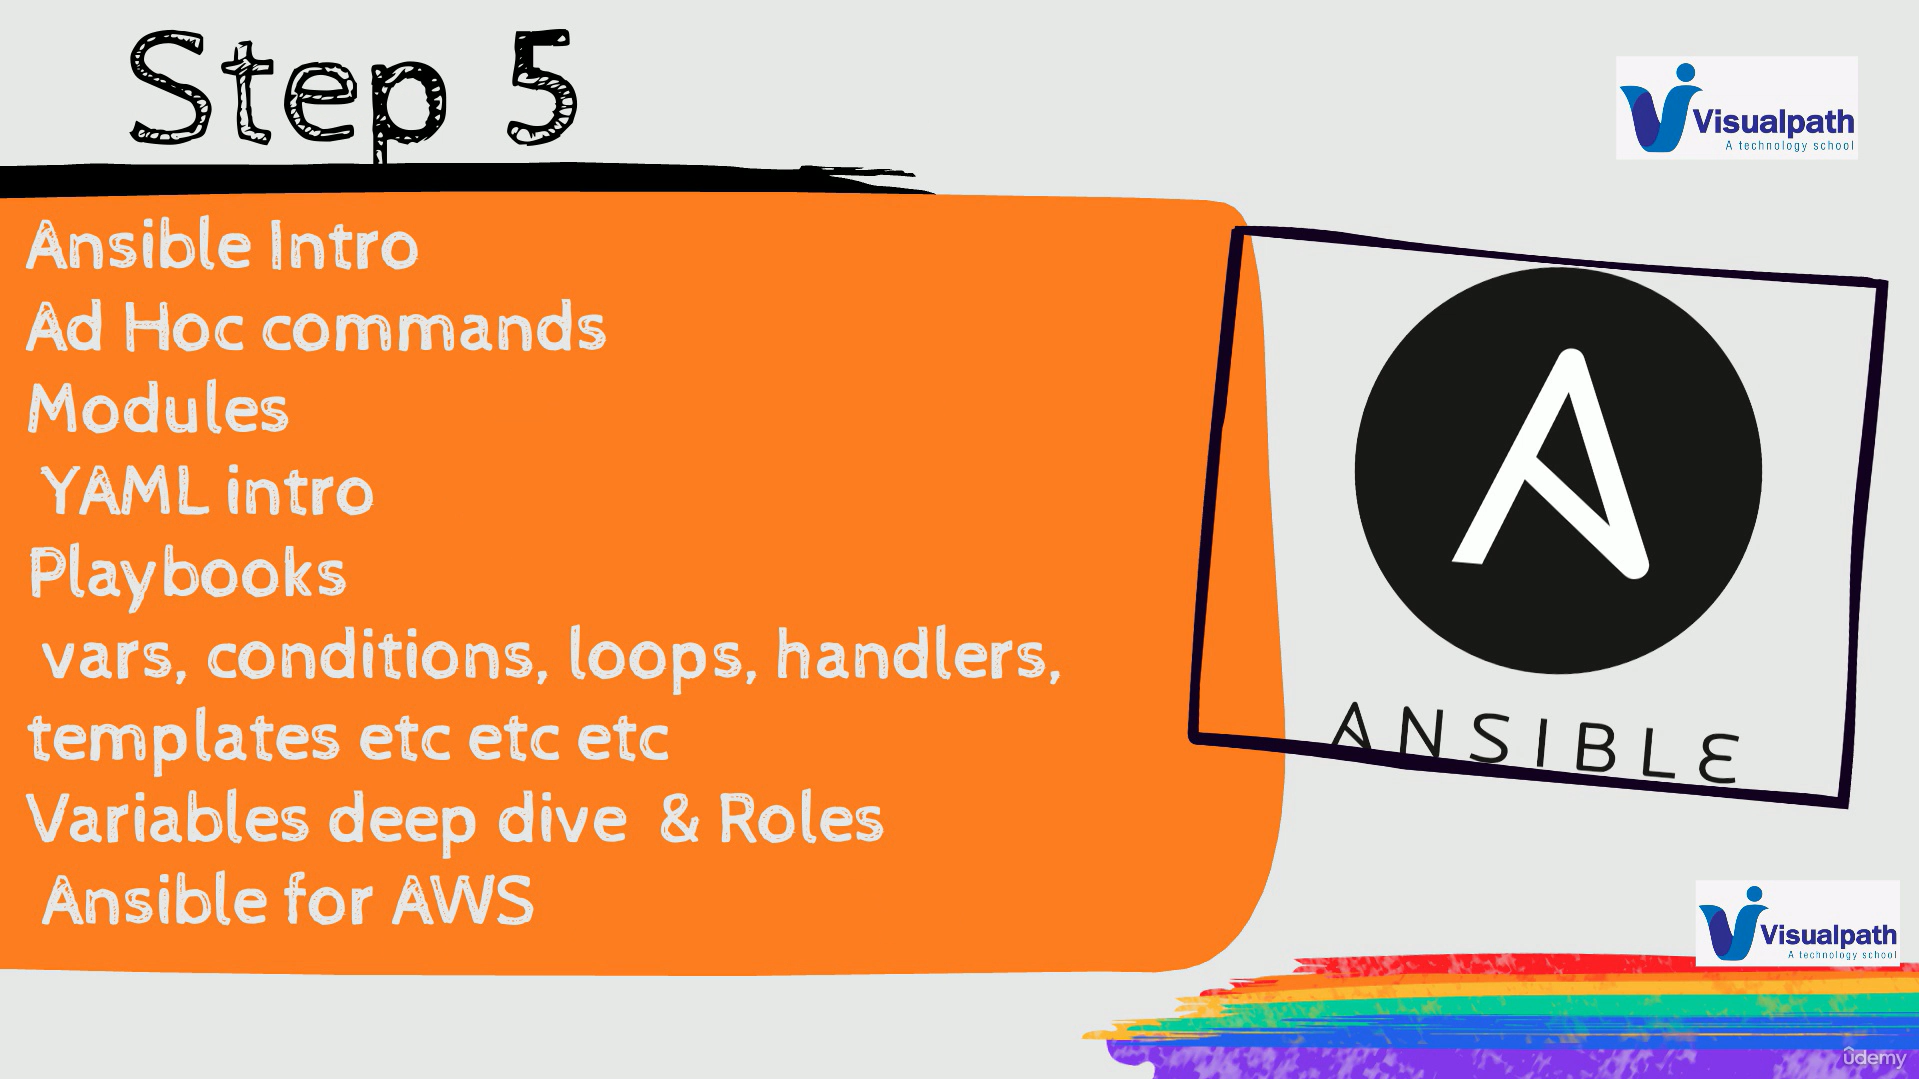 Step 5
Visualpath
A technology school
Ansible Intro
Ad Hoc commands
Modules
YAML intro
Playbooks
vars, conditions, loops, handlers,
templates etc etc etc
Variables deep dive & Roles
Ansible for AWS
ANSIBLE
Visualpath
A technology school
ûdemy